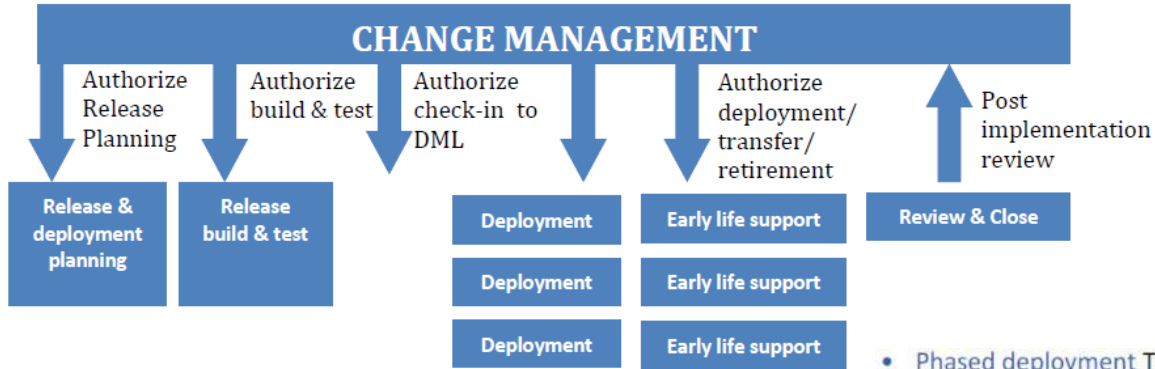 CHANGE MANAGEMENT
Authorize
Release
Planning
Authorize
build & test
Authorize
check-in to
DML
Authorize
deployment/
transfer/
retirement
Post
implementation
review
Release &
deployment
planning
Release
build & test
Deployment
Early life support
Review & Close
Deployment
Early life support
Deployment
Early life support
• Phased deployment T